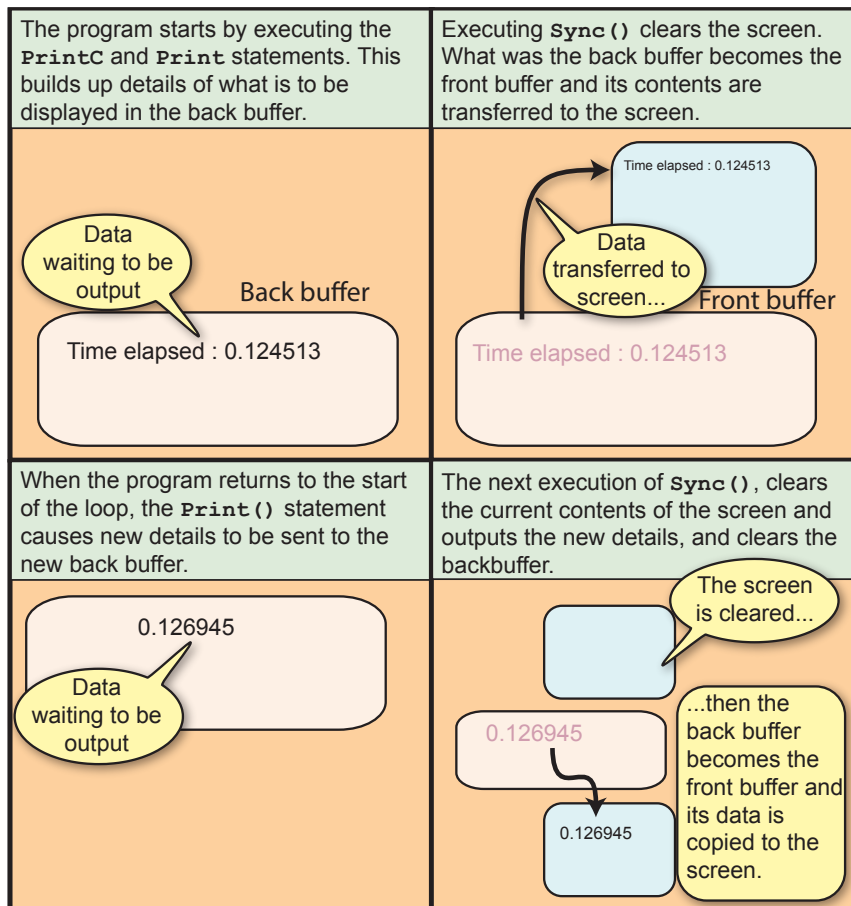 The program starts by executing the
PrintC and Print statements. This
builds up details of what is to be
displayed in the back buffer.
Data
waiting to be
output
Back buffer
Time elapsed : 0.124513
Executing Sync() clears the screen.
What was the back buffer becomes the
front buffer and its contents are
transferred to the screen.
Time elapsed : 0.124513
Data
transferred to
screen...
Front buffer
Time elapsed : 0.124513
When the program returns to the start
of the loop, the Print() statement
causes new details to be sent to the
new back buffer.
0.126945
Data
waiting to be
output
The next execution of Sync(), clears
the current contents of the screen and
outputs the new details, and clears the
backbuffer.
The screen
is cleared...
0.126945
...then the
back buffer
becomes the
front buffer and
its data is
copied to the
screen.
0.126945